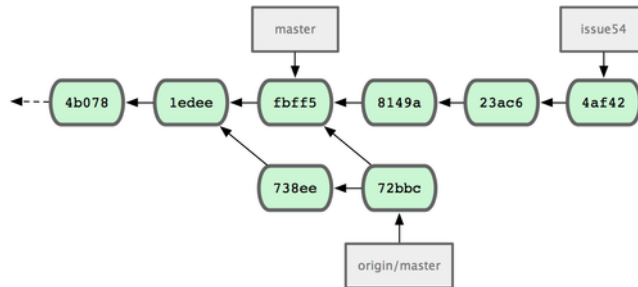 master
issue54
4b078
1edee
fbff5
8149a
23ac6
4af42
738ee
72bbc
origin/master